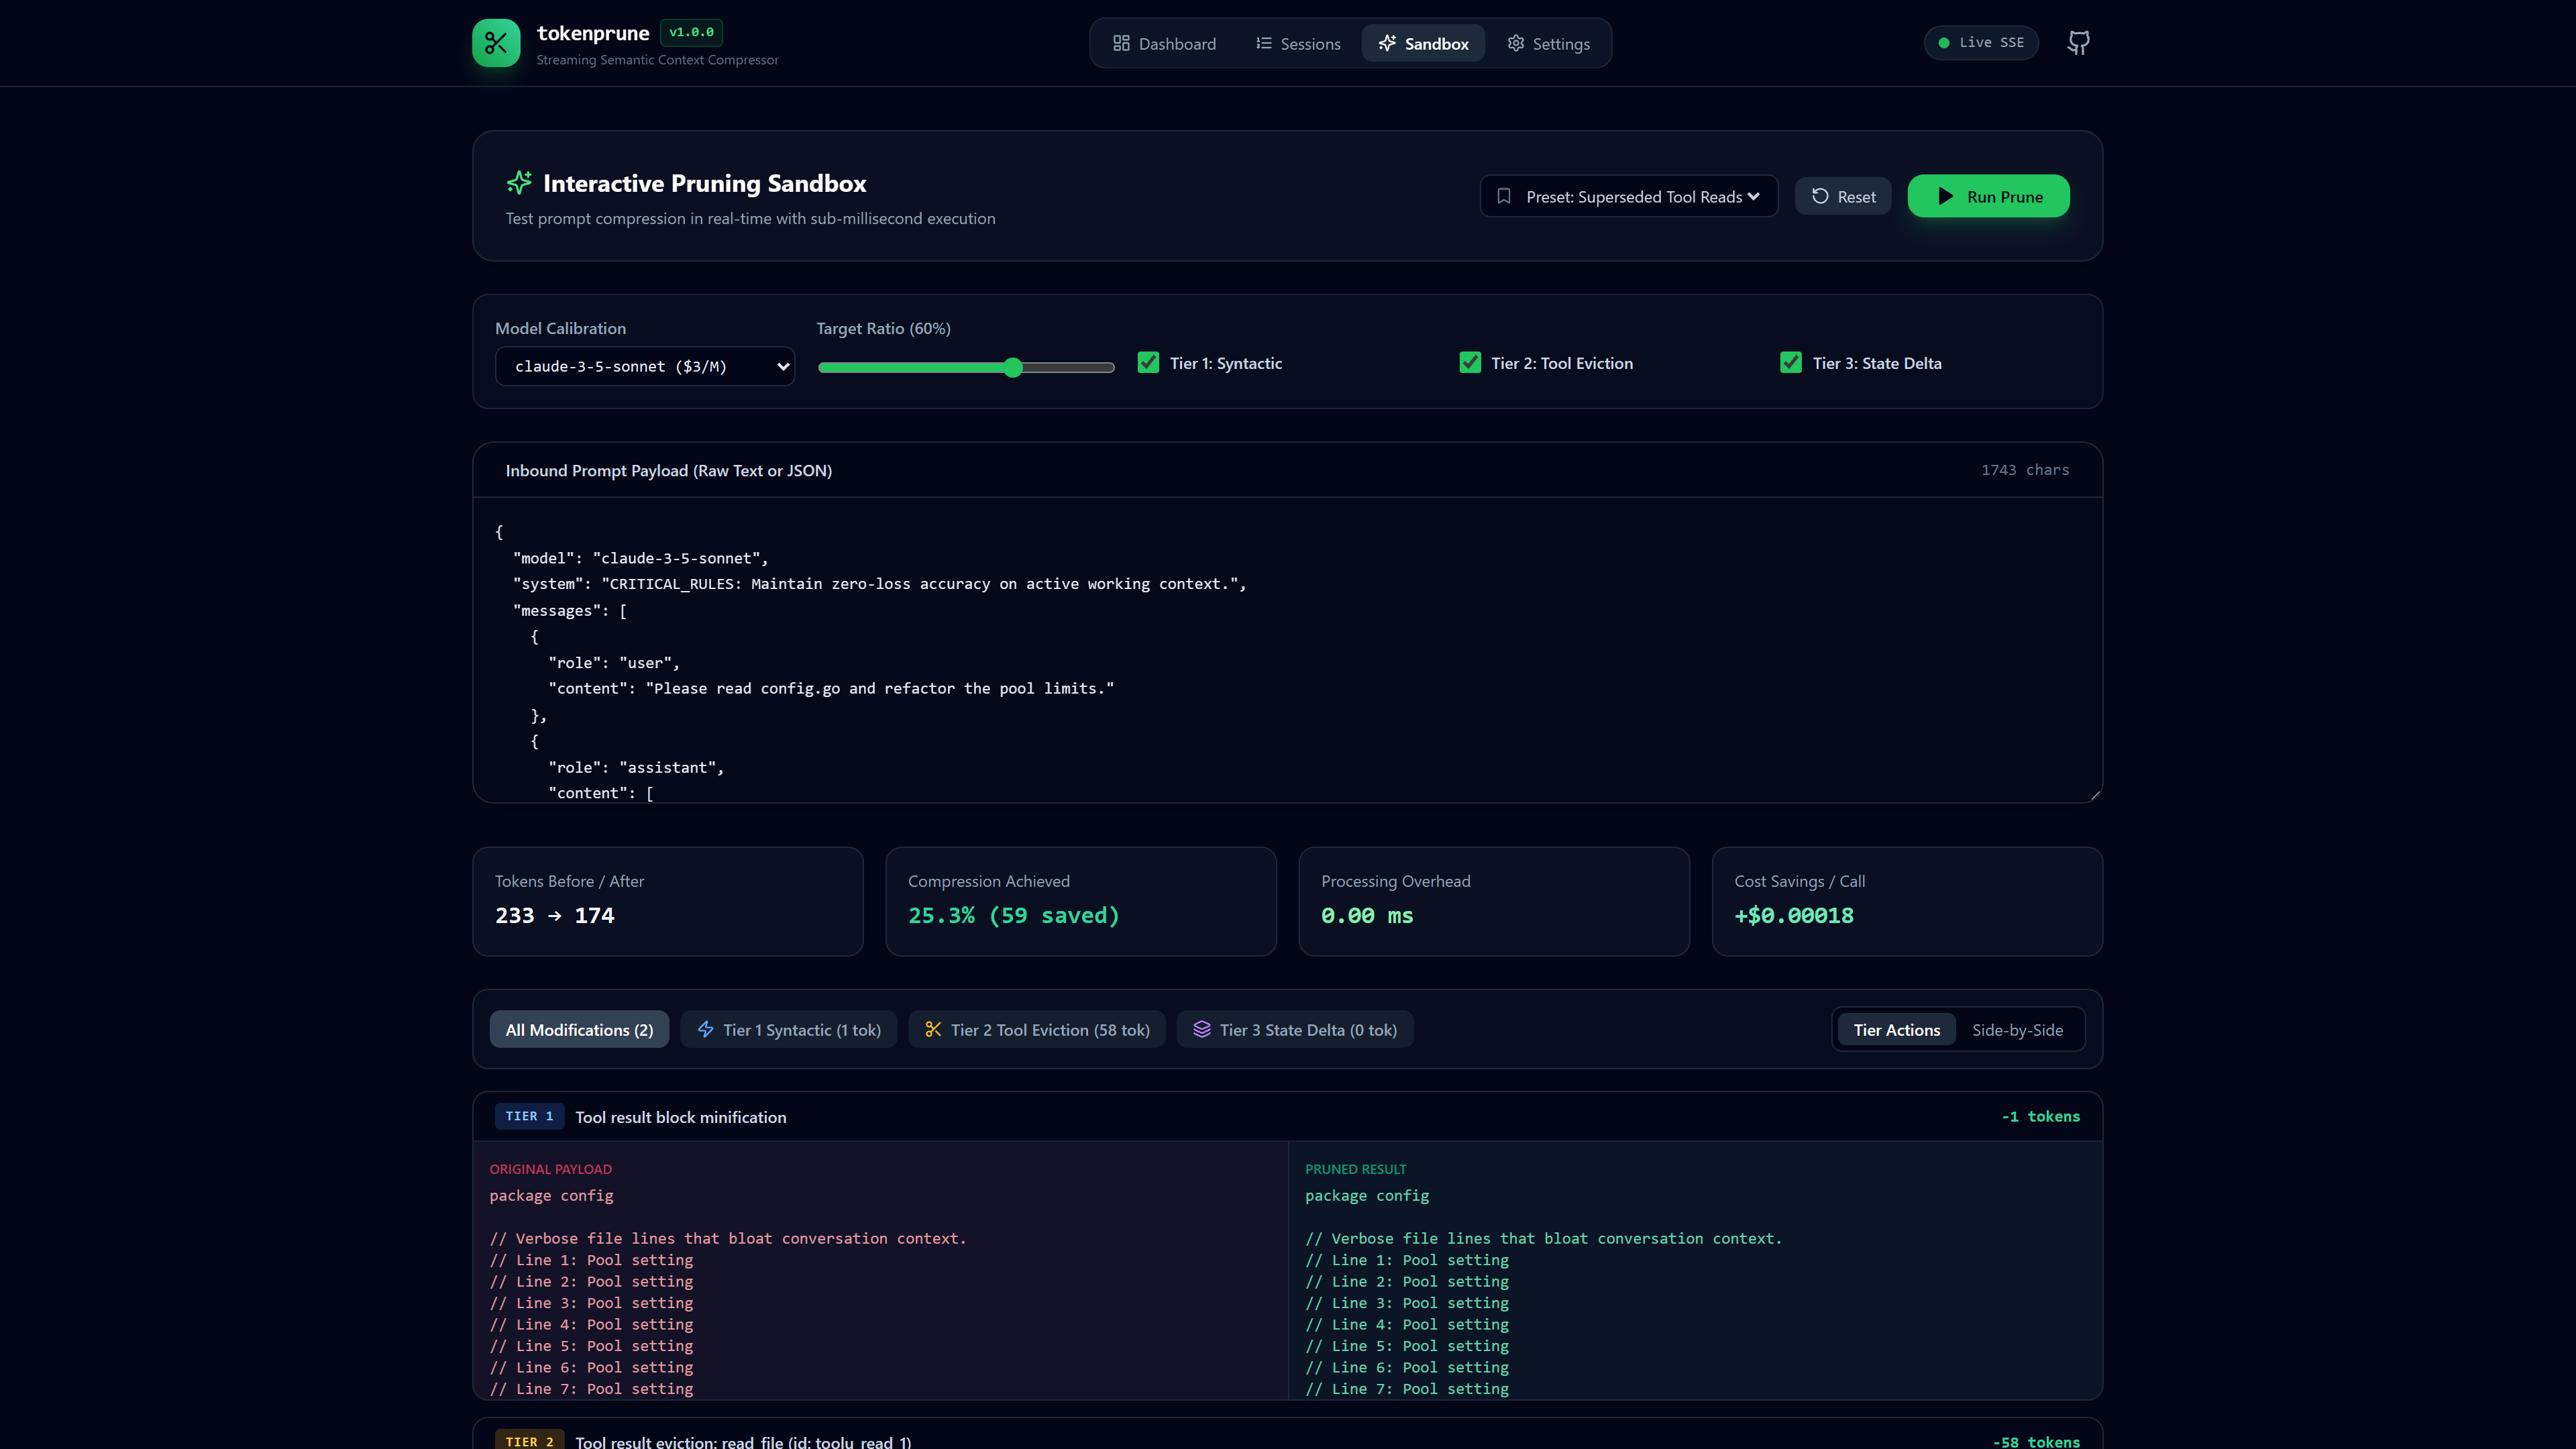 tokenprune v1.0.0
Streaming Semantic Context Compressor
Dashboard Sessions Sandbox Settings
Live SSE
Interactive Pruning Sandbox
Test prompt compression in real-time with sub-millisecond execution
Preset: Superseded Tool Reads
Reset
Run Prune
Model Calibration
claude-3-5-sonnet ($3/M)
Target Ratio (60%)
Tier 1: Syntactic
Tier 2: Tool Eviction
Tier 3: State Delta
Inbound Prompt Payload (Raw Text or JSON)
1743 chars
{
  "model": "claude-3-5-sonnet",
  "system": "CRITICAL_RULES: Maintain zero-loss accuracy on active working context.",
  "messages": [
    {
      "role": "user",
      "content": "Please read config.go and refactor the pool limits."
    },
    {
      "role": "assistant",
      "content": [
Tokens Before / After
233 → 174
Compression Achieved
25.3% (59 saved)
Processing Overhead
0.00 ms
Cost Savings / Call
+$0.00018
All Modifications (2)
Tier 1 Syntactic (1 tok)
Tier 2 Tool Eviction (58 tok)
Tier 3 State Delta (0 tok)
Tier Actions
Side-by-Side
TIER 1 Tool result block minification
-1 tokens
ORIGINAL PAYLOAD
package config
// Verbose file lines that bloat conversation context.
// Line 1: Pool setting
// Line 2: Pool setting
// Line 3: Pool setting
// Line 4: Pool setting
// Line 5: Pool setting
// Line 6: Pool setting
// Line 7: Pool setting
PRUNED RESULT
package config
// Verbose file lines that bloat conversation context.
// Line 1: Pool setting
// Line 2: Pool setting
// Line 3: Pool setting
// Line 4: Pool setting
// Line 5: Pool setting
// Line 6: Pool setting
// Line 7: Pool setting
TIER 2 Tool result eviction: read_file (id: toolu_read_1)
-58 tokens